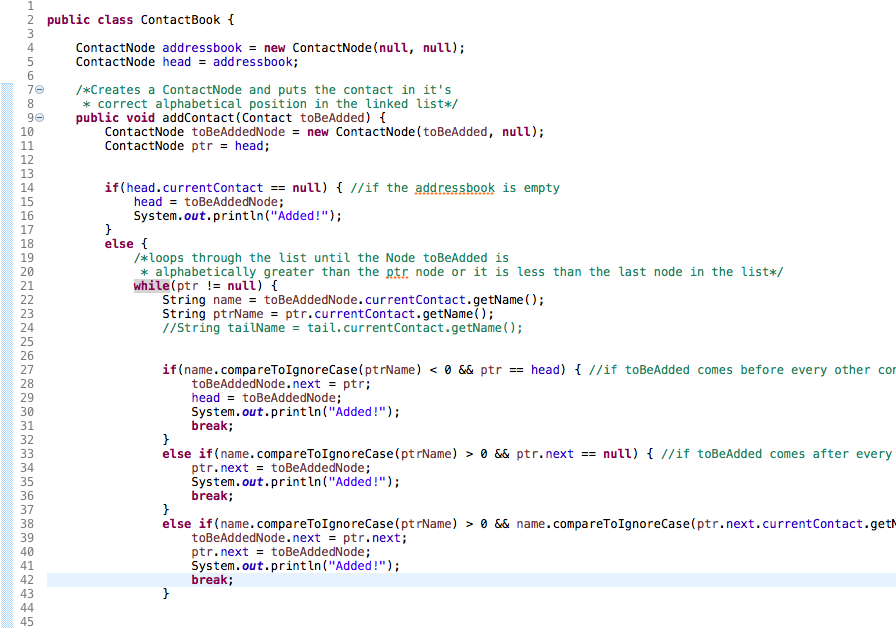 1
2 public class ContactBook {
3
4 ContactNode addressbook = new ContactNode(null, null);
5 ContactNode head = addressbook;
6
7 /*Creates a ContactNode and puts the contact in it's
8 * correct alphabetical position in the linked list*/
9 public void addContact(Contact toBeAdded) {
10 ContactNode toBeAddedNode = new ContactNode(toBeAdded, null);
11 ContactNode ptr = head;
12
13
14 if(head.currentContact == null) { //if the addressbook is empty
15 head = toBeAddedNode;
16 System.out.println("Added!");
17 }
18 else {
19 /*loops through the list until the Node toBeAdded is
20 * alphabetically greater than the ptr node or it is less than the last node in the list*/
21 while(ptr != null) {
22 String name = toBeAddedNode.currentContact.getName();
23 String ptrName = ptr.currentContact.getName();
24 //String tailName = tail.currentContact.getName();
25
26
27 if(name.compareToIgnoreCase(ptrName) < 0 && ptr == head) { //if toBeAdded comes before every other con
28 toBeAddedNode.next = ptr;
29 head = toBeAddedNode;
30 System.out.println("Added!");
31 break;
32 }
33 else if(name.compareToIgnoreCase(ptrName) > 0 && ptr.next == null) { //if toBeAdded comes after every
34 ptr.next = toBeAddedNode;
35 System.out.println("Added!");
36 break;
37 }
38 else if(name.compareToIgnoreCase(ptrName) > 0 && name.compareToIgnoreCase(ptr.next.currentContact.getN
39 toBeAddedNode.next = ptr.next;
40 ptr.next = toBeAddedNode;
41 System.out.println("Added!");
42 break;
43 }
44
45